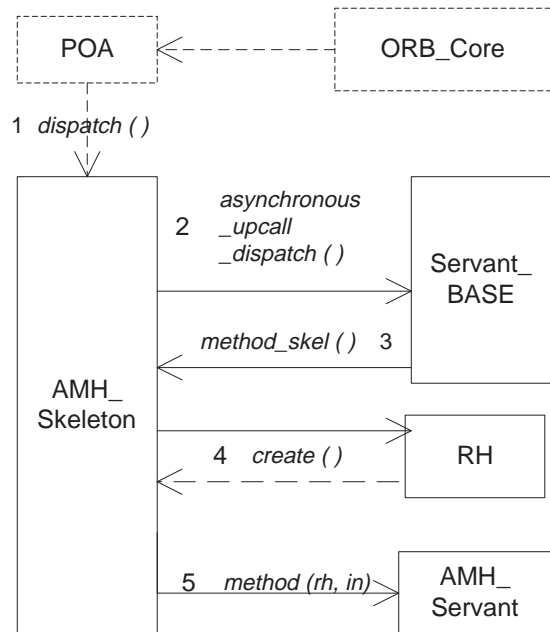 POA
ORB_Core
1 dispatch ( )
2
asynchronous
_upcall
_dispatch ( )
Servant_
BASE
method_skel ( ) 3
AMH_
Skeleton
4 create ( )
RH
5 method (rh, in)
AMH_
Servant